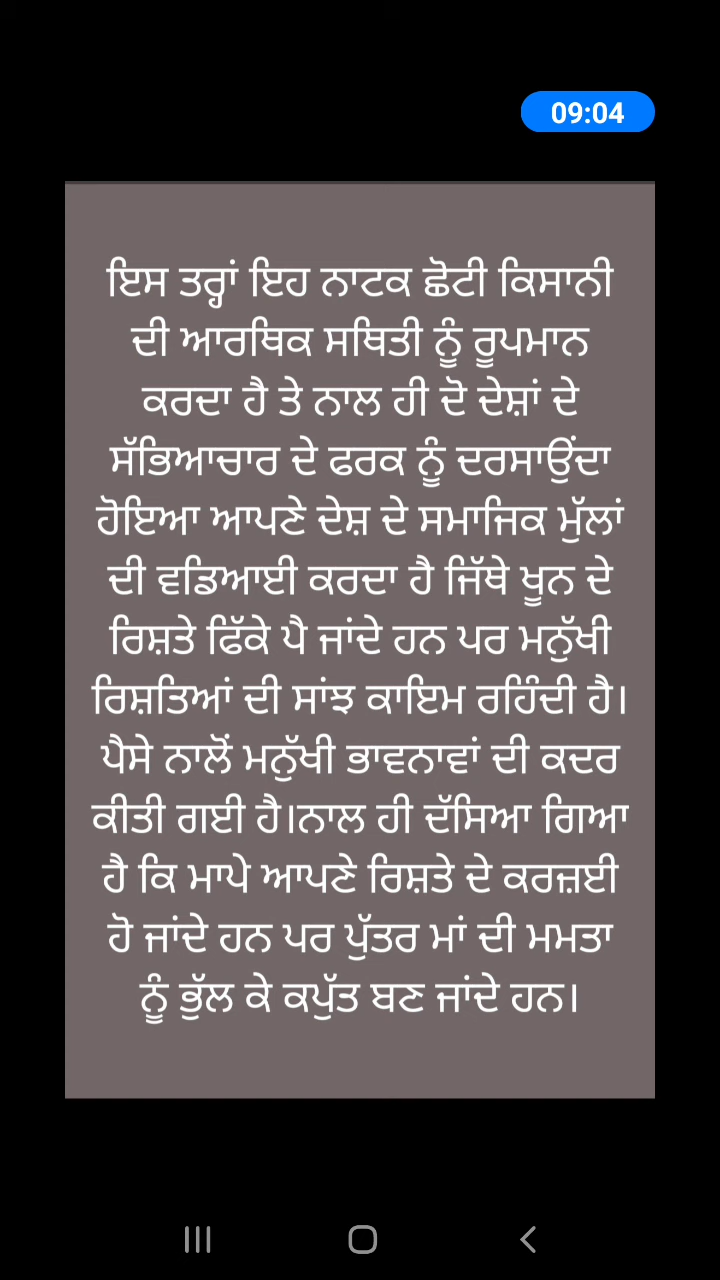 09:04
ਇਸ ਤਰ੍ਹਾਂ ਇਹ ਨਾਟਕ ਛੋਟੀ ਕਿਸਾਨੀ
ਦੀ ਆਰਥਿਕ ਸਥਿਤੀ ਨੂੰ ਰੂਪਮਾਨ
ਕਰਦਾ ਹੈ ਤੇ ਨਾਲ ਹੀ ਦੋ ਦੇਸ਼ਾਂ ਦੇ
ਸੱਭਿਆਚਾਰ ਦੇ ਫਰਕ ਨੂੰ ਦਰਸਾਉਂਦਾ
ਹੋਇਆ ਆਪਣੇ ਦੇਸ਼ ਦੇ ਸਮਾਜਿਕ ਮੁੱਲਾਂ
ਦੀ ਵਡਿਆਈ ਕਰਦਾ ਹੈ ਜਿੱਥੇ ਖੂਨ ਦੇ
ਰਿਸ਼ਤੇ ਫਿੱਕੇ ਪੈ ਜਾਂਦੇ ਹਨ ਪਰ ਮਨੁੱਖੀ
ਰਿਸ਼ਤਿਆਂ ਦੀ ਸਾਂਝ ਕਾਇਮ ਰਹਿੰਦੀ ਹੈ।
ਪੈਸੇ ਨਾਲੋਂ ਮਨੁੱਖੀ ਭਾਵਨਾਵਾਂ ਦੀ ਕਦਰ
ਕੀਤੀ ਗਈ ਹੈ।ਨਾਲ ਹੀ ਦੱਸਿਆ ਗਿਆ
ਹੈ ਕਿ ਮਾਪੇ ਆਪਣੇ ਰਿਸ਼ਤੇ ਦੇ ਕਰਜ਼ਈ
ਹੋ ਜਾਂਦੇ ਹਨ ਪਰ ਪੁੱਤਰ ਮਾਂ ਦੀ ਮਮਤਾ
ਨੂੰ ਭੁੱਲ ਕੇ ਕਪੁੱਤ ਬਣ ਜਾਂਦੇ ਹਨ।